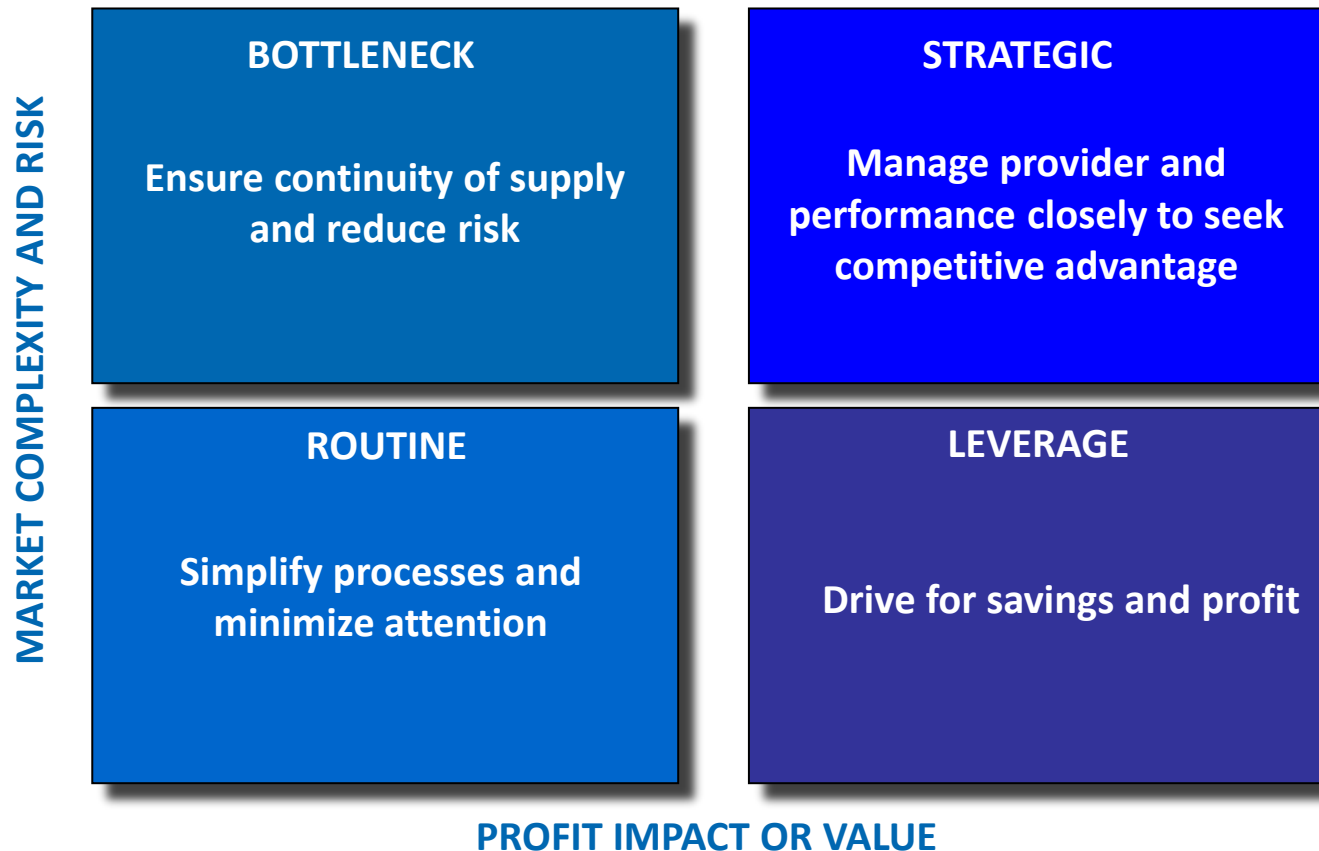 MARKET COMPLEXITY AND RISK
BOTTLENECK
Ensure continuity of supply
and reduce risk
STRATEGIC
Manage provider and
performance closely to seek
competitive advantage
ROUTINE
Simplify processes and
minimize attention
LEVERAGE
Drive for savings and profit
PROFIT IMPACT OR VALUE